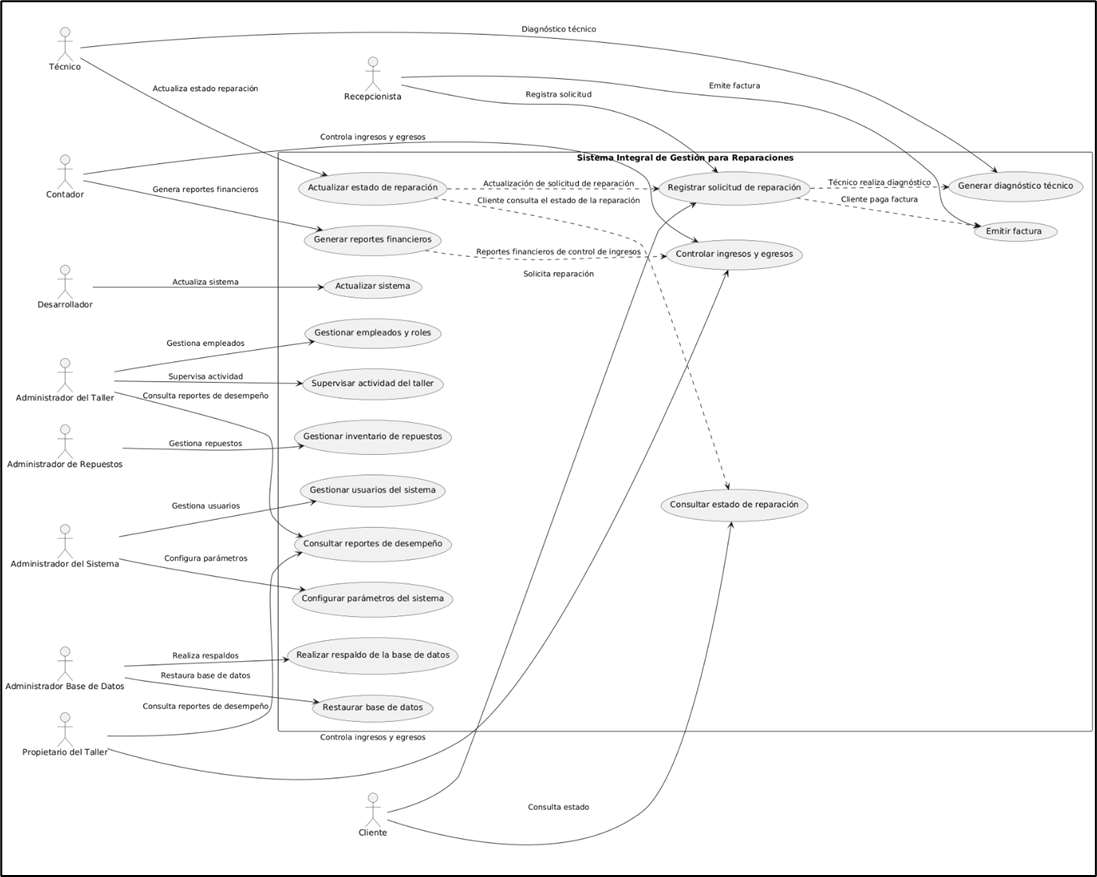 Diagnóstico técnico
Técnico
Actualiza estado reparación
Recepcionista
Emite factura
Registra solicitud
Controla ingresos y egresos
Sistema Integral de Gestión para Reparaciones
Contador
Genera reportes financieros
Actualizar estado de reparación
Actualización de solicitud de reparación
Registrar solicitud de reparación
Técnico realiza diagnóstico
Generar diagnóstico técnico
Cliente consulta el estado de la reparación
Cliente paga factura
Emitir factura
Generar reportes financieros
Reportes financieros de control de ingresos
Controlar ingresos y egresos
Solicita reparación
Desarrollador
Actualiza sistema
Actualizar sistema
Gestiona empleados
Gestionar empleados y roles
Administrador del Taller
Supervisa actividad
Supervisar actividad del taller
Consulta reportes de desempeño
Administrador de Repuestos
Gestiona repuestos
Gestionar inventario de repuestos
Gestiona usuarios
Gestionar usuarios del sistema
Consultar estado de reparación
Administrador del Sistema
Consultar reportes de desempeño
Configura parámetros
Configurar parámetros del sistema
Realiza respaldos
Realizar respaldo de la base de datos
Administrador Base de Datos
Restaura base de datos
Restaurar base de datos
Consulta reportes de desempeño
Propietario del Taller
Controla ingresos y egresos
Cliente
Consulta estado